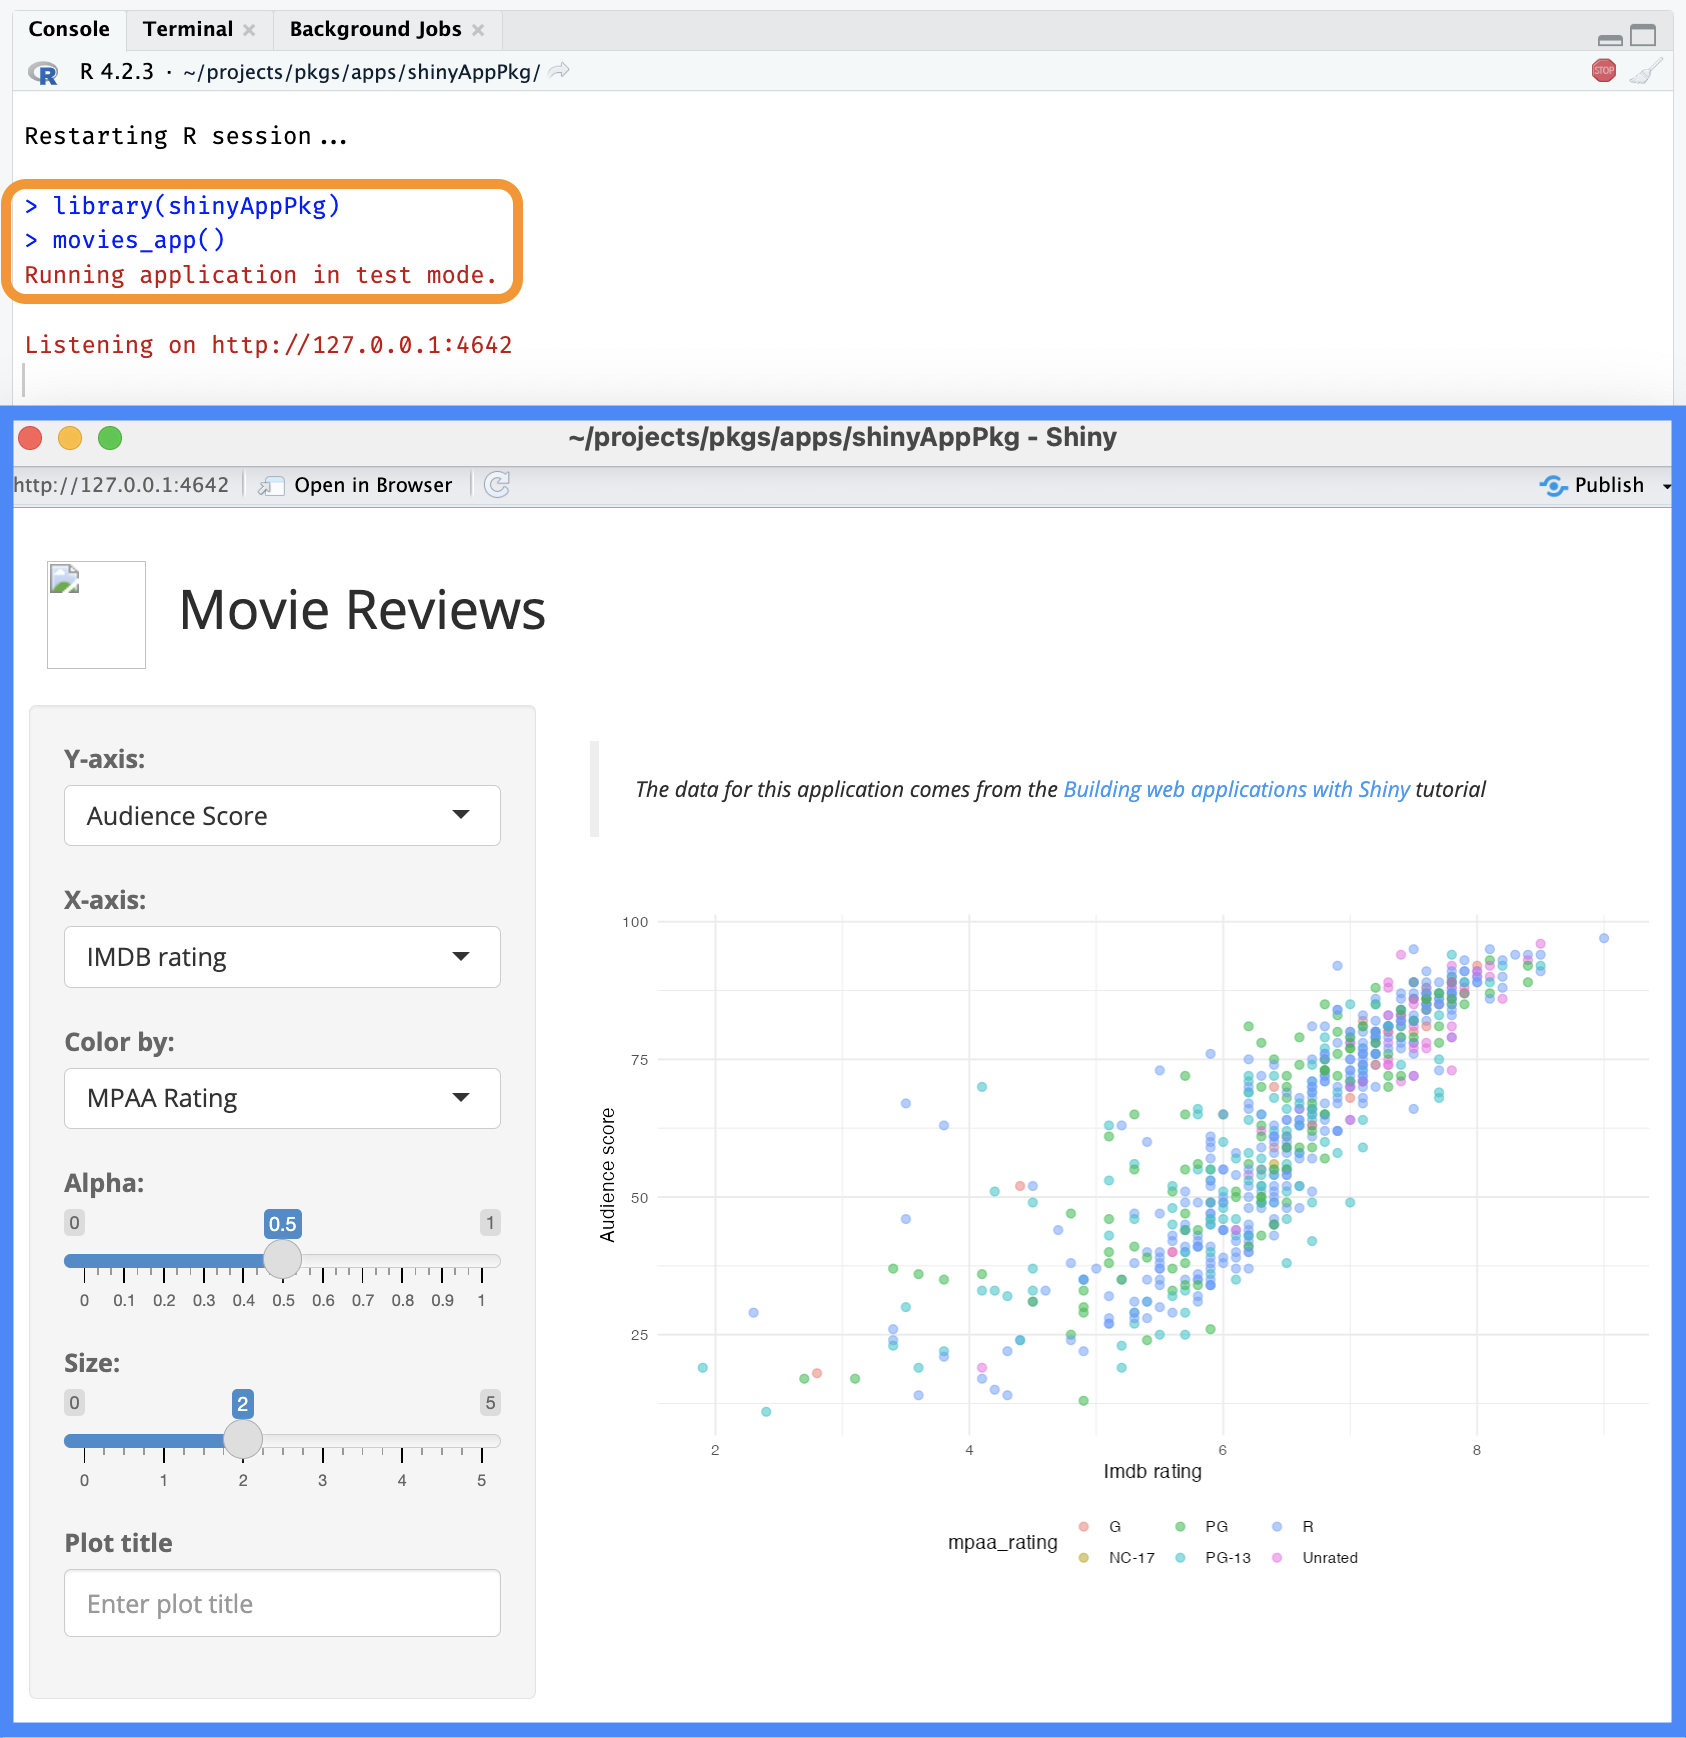 Console Terminal Background Jobs
R 4.2.3 · ~/projects/pkgs/apps/shinyAppPkg/
STOP
Restarting R session...
> library(shinyAppPkg)
> movies_app()
Running application in test mode.
Listening on http://127.0.0.1:4642
~/projects/pkgs/apps/shinyAppPkg - Shiny
http://127.0.0.1:4642 Open in Browser Publish
Movie Reviews
Y-axis:
Audience Score
X-axis:
IMDB rating
Color by:
MPAA Rating
Alpha:
0 0.5 1
0 0.1 0.2 0.3 0.4 0.5 0.6 0.7 0.8 0.9 1
Size:
0 2 5
0 1 2 3 4 5
Plot title
Enter plot title
The data for this application comes from the Building web applications with Shiny tutorial
100
75
50
25
Audience score
2 4 6 8
Imdb rating
mpaa_rating
G PG R
NC-17 PG-13 Unrated